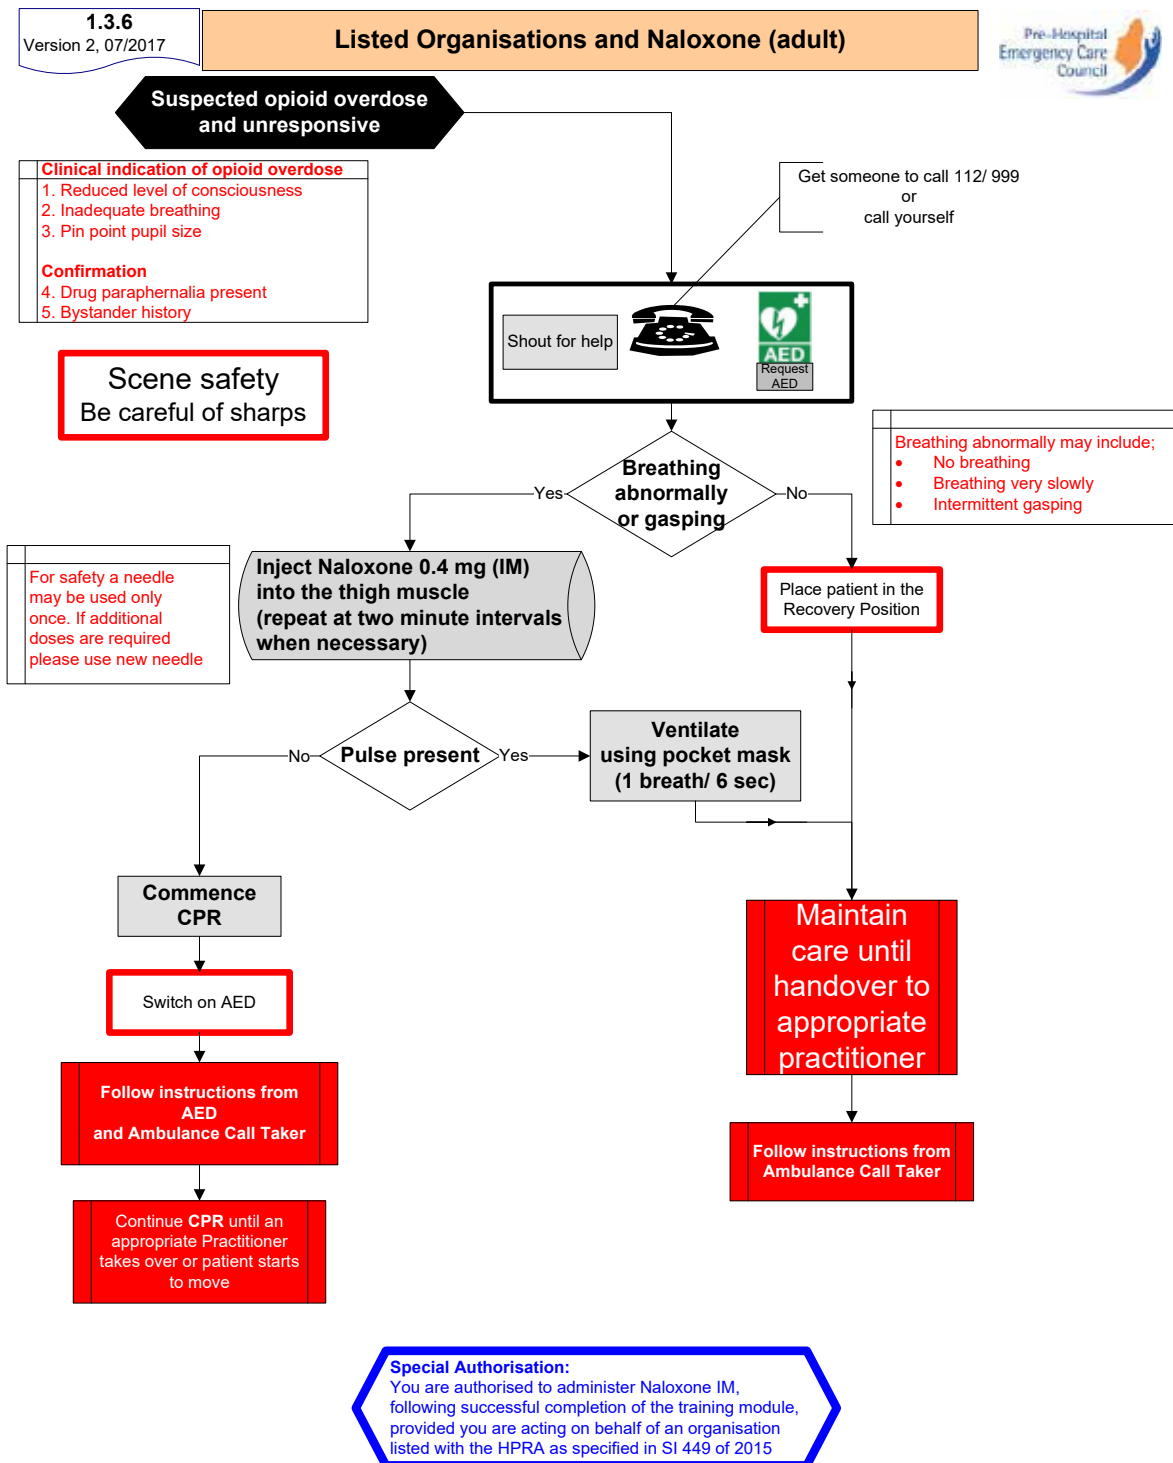 1.3.6
Version 2, 07/2017
Listed Organisations and Naloxone (adult)
Pre-Hospital
Emergency Care
Council
Suspected opioid overdose
and unresponsive
Clinical indication of opioid overdose
1. Reduced level of consciousness
2. Inadequate breathing
3. Pin point pupil size
Confirmation
4. Drug paraphernalia present
5. Bystander history
Get someone to call 112/ 999
or
call yourself
Scene safety
Be careful of sharps
Shout for help
AED
Request
AED
Breathing
abnormally
or gasping
Yes
No
Breathing abnormally may include;
• No breathing
• Breathing very slowly
• Intermittent gasping
For safety a needle
may be used only
once. If additional
doses are required
please use new needle
Inject Naloxone 0.4 mg (IM)
into the thigh muscle
(repeat at two minute intervals
when necessary)
Place patient in the
Recovery Position
No
Pulse present
Yes
Ventilate
using pocket mask
(1 breath/ 6 sec)
Commence
CPR
Switch on AED
Maintain
care until
handover to
appropriate
practitioner
Follow instructions from
AED
and Ambulance Call Taker
Follow instructions from
Ambulance Call Taker
Continue CPR until an
appropriate Practitioner
takes over or patient starts
to move
Special Authorisation:
You are authorised to administer Naloxone IM,
following successful completion of the training module,
provided you are acting on behalf of an organisation
listed with the HPRA as specified in SI 449 of 2015